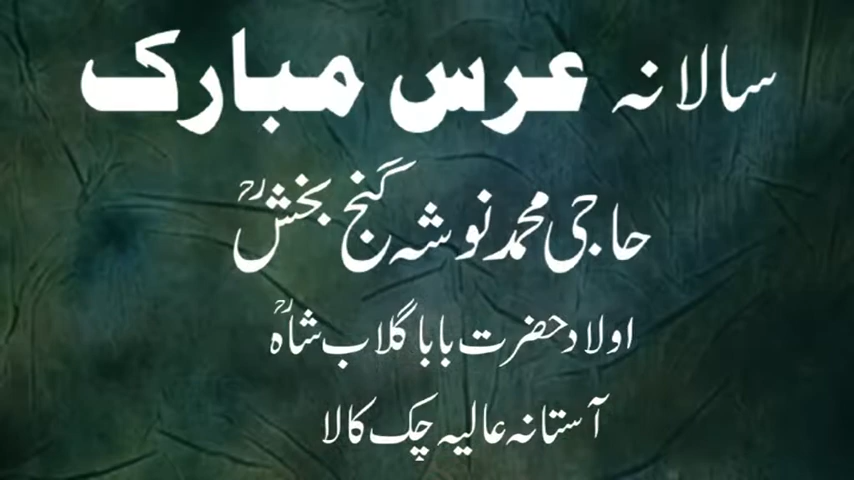 سالانہ عرس مبارک
حاجی محمد نوشہ گنج بخشؒ
اولاد حضرت بابا گلاب شاہؒ
آستانہ عالیہ چک کالا